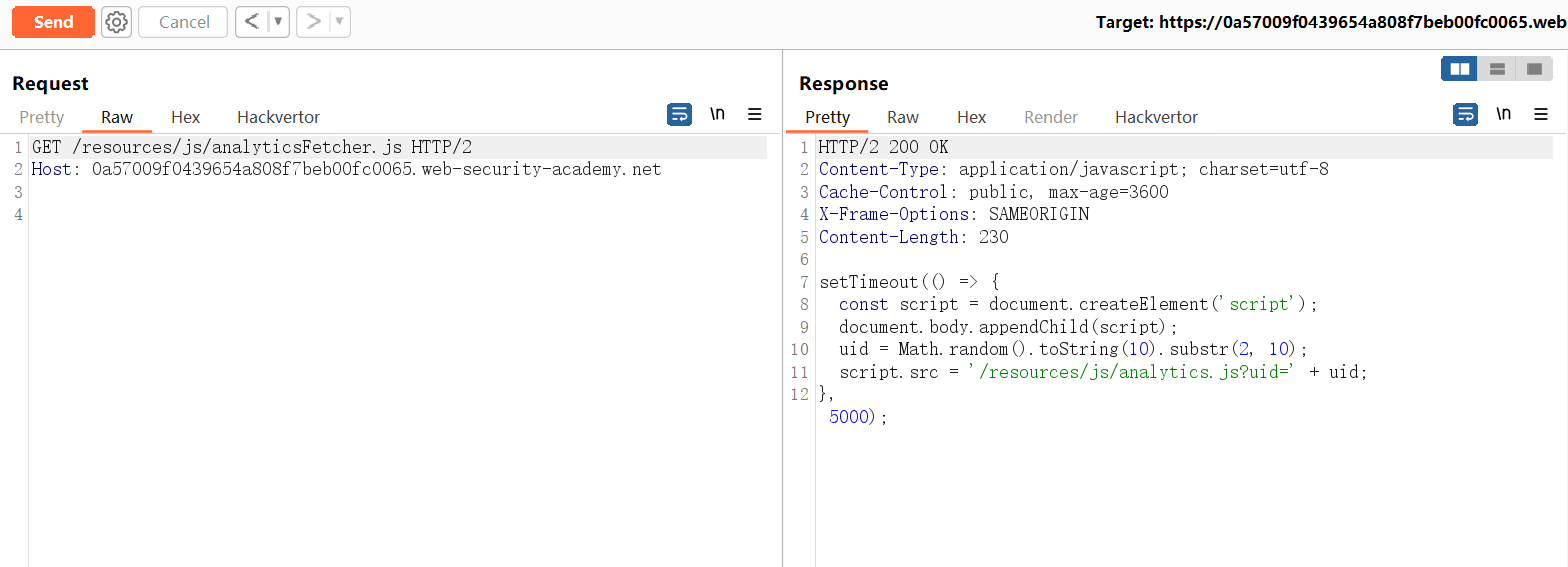 Send Cancel < ▼ > ▼ Target: https://0a57009f0439654a808f7beb00fc0065.web
Request
Pretty Raw Hex Hackvertor \n
1 GET /resources/js/analyticsFetcher.js HTTP/2
2 Host: 0a57009f0439654a808f7beb00fc0065.web-security-academy.net
3
4
Response
Pretty Raw Hex Render Hackvertor \n
1 HTTP/2 200 OK
2 Content-Type: application/javascript; charset=utf-8
3 Cache-Control: public, max-age=3600
4 X-Frame-Options: SAMEORIGIN
5 Content-Length: 230
6
7 setTimeout(() => {
8 const script = document.createElement('script');
9 document.body.appendChild(script);
10 uid = Math.random().toString(10).substr(2, 10);
11 script.src = '/resources/js/analytics.js?uid=' + uid;
12 },
5000);